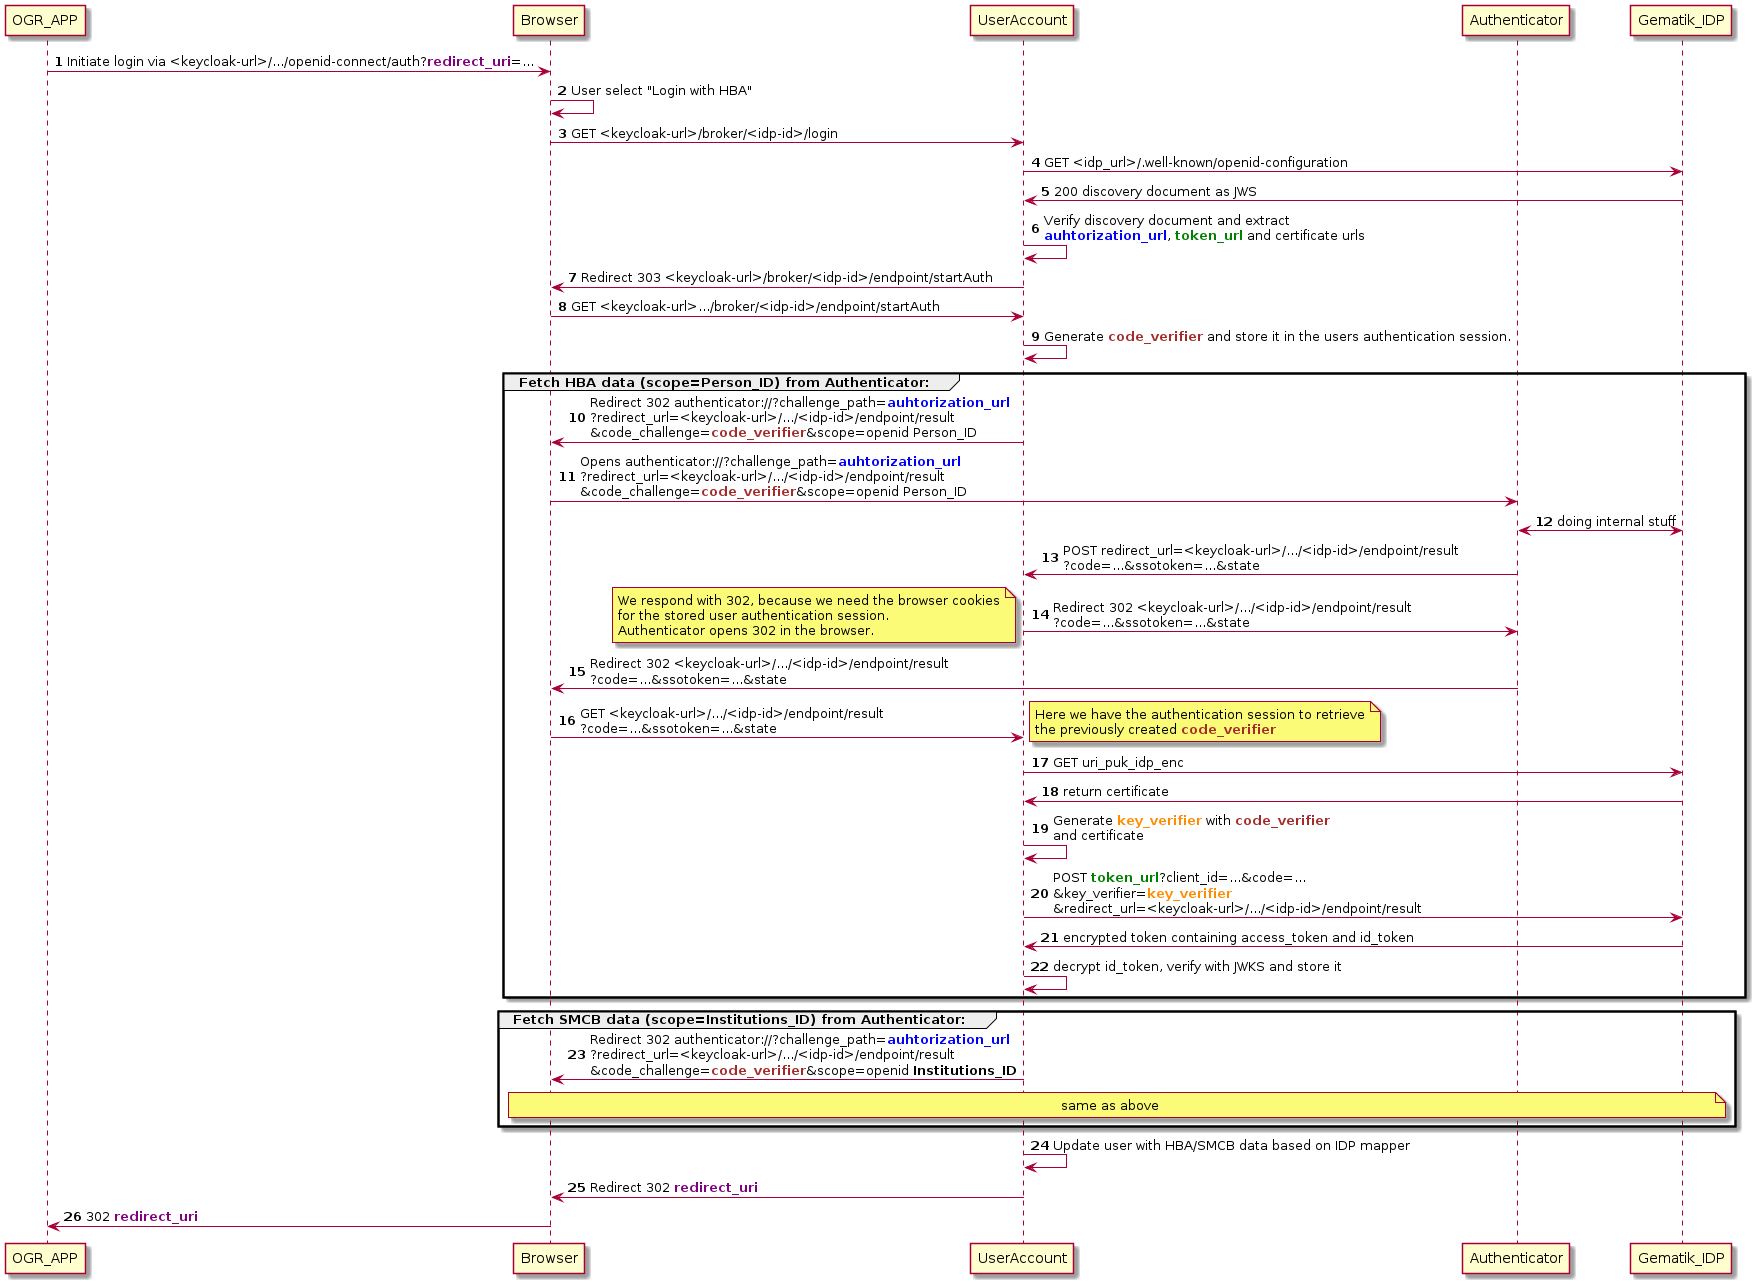 OGR_APP Browser UserAccount Authenticator Gematik_IDP
1 Initiate login via <keycloak-url>/.../openid-connect/auth?redirect_uri=...
2 User select "Login with HBA"
3 GET <keycloak-url>/broker/<idp-id>/login
4 GET <idp_url>/.well-known/openid-configuration
5 200 discovery document as JWS
6 Verify discovery document and extract
auhtorization_url, token_url and certificate urls
7 Redirect 303 <keycloak-url>/broker/<idp-id>/endpoint/startAuth
8 GET <keycloak-url>.../broker/<idp-id>/endpoint/startAuth
9 Generate code_verifier and store it in the users authentication session.
Fetch HBA data (scope=Person_ID) from Authenticator:
10 Redirect 302 authenticator://?challenge_path=auhtorization_url
?redirect_url=<keycloak-url>/.../<idp-id>/endpoint/result
&code_challenge=code_verifier&scope=openid Person_ID
11 Opens authenticator://?challenge_path=auhtorization_url
?redirect_url=<keycloak-url>/.../<idp-id>/endpoint/result
&code_challenge=code_verifier&scope=openid Person_ID
12 doing internal stuff
13 POST redirect_url=<keycloak-url>/.../<idp-id>/endpoint/result
?code=...&ssotoken=...&state
We respond with 302, because we need the browser cookies
for the stored user authentication session.
Authenticator opens 302 in the browser.
14 Redirect 302 <keycloak-url>/.../<idp-id>/endpoint/result
?code=...&ssotoken=...&state
15 Redirect 302 <keycloak-url>/.../<idp-id>/endpoint/result
?code=...&ssotoken=...&state
16 GET <keycloak-url>/.../<idp-id>/endpoint/result
?code=...&ssotoken=...&state
Here we have the authentication session to retrieve
the previously created code_verifier
17 GET uri_puk_idp_enc
18 return certificate
19 Generate key_verifier with code_verifier
and certificate
20 POST token_url?client_id=...&code=...
&key_verifier=key_verifier
&redirect_url=<keycloak-url>/.../<idp-id>/endpoint/result
21 encrypted token containing access_token and id_token
22 decrypt id_token, verify with JWKS and store it
Fetch SMCB data (scope=Institutions_ID) from Authenticator:
23 Redirect 302 authenticator://?challenge_path=auhtorization_url
?redirect_url=<keycloak-url>/.../<idp-id>/endpoint/result
&code_challenge=code_verifier&scope=openid Institutions_ID
same as above
24 Update user with HBA/SMCB data based on IDP mapper
25 Redirect 302 redirect_uri
26 302 redirect_uri
OGR_APP Browser UserAccount Authenticator Gematik_IDP